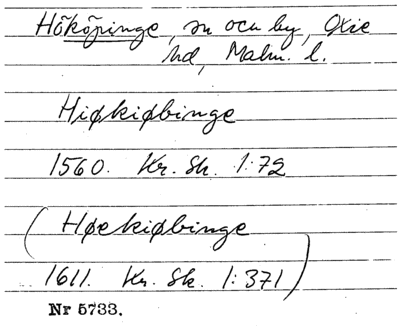 Hököpinge, sn och by, Oxie
hd, Malm. l.
Hiøkiøbinge
1560. Kr. Sk. 1:72
(Høekiøbinge
1611. Kr. Sk. 1:371)
Nr 5733.